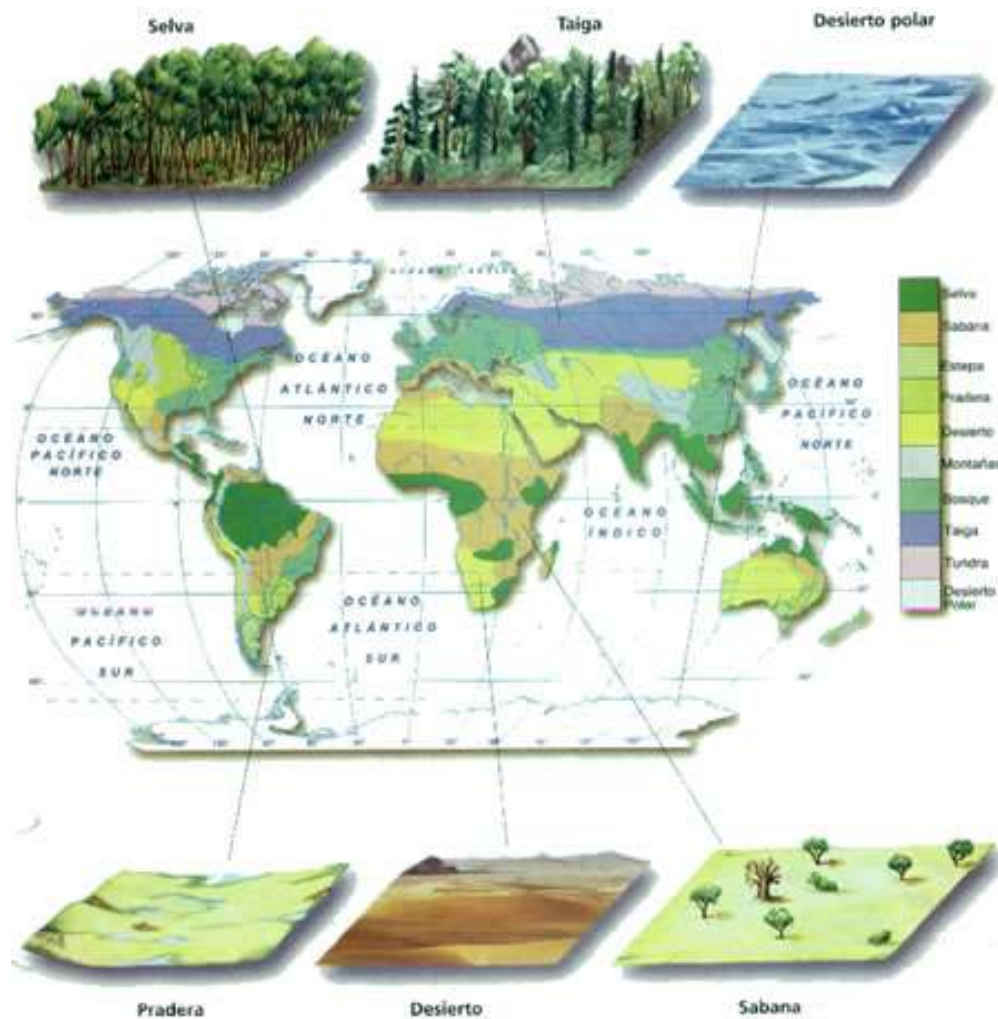 Selva
Taiga
Desierto polar
OCÉANO
ATLÁNTICO
NORTE
OCÉANO
PACÍFICO
NORTE
OCÉANO
PACÍFICO
NORTE
OCÉANO
ÍNDICO
OCÉANO
ATLÁNTICO
SUR
PACÍFICO
SUR
Selva
Sabana
Estepa
Pradera
Desierto
Montañas
Bosque
Taiga
Tundra
Desierto
Polar
Pradera
Desierto
Sabana